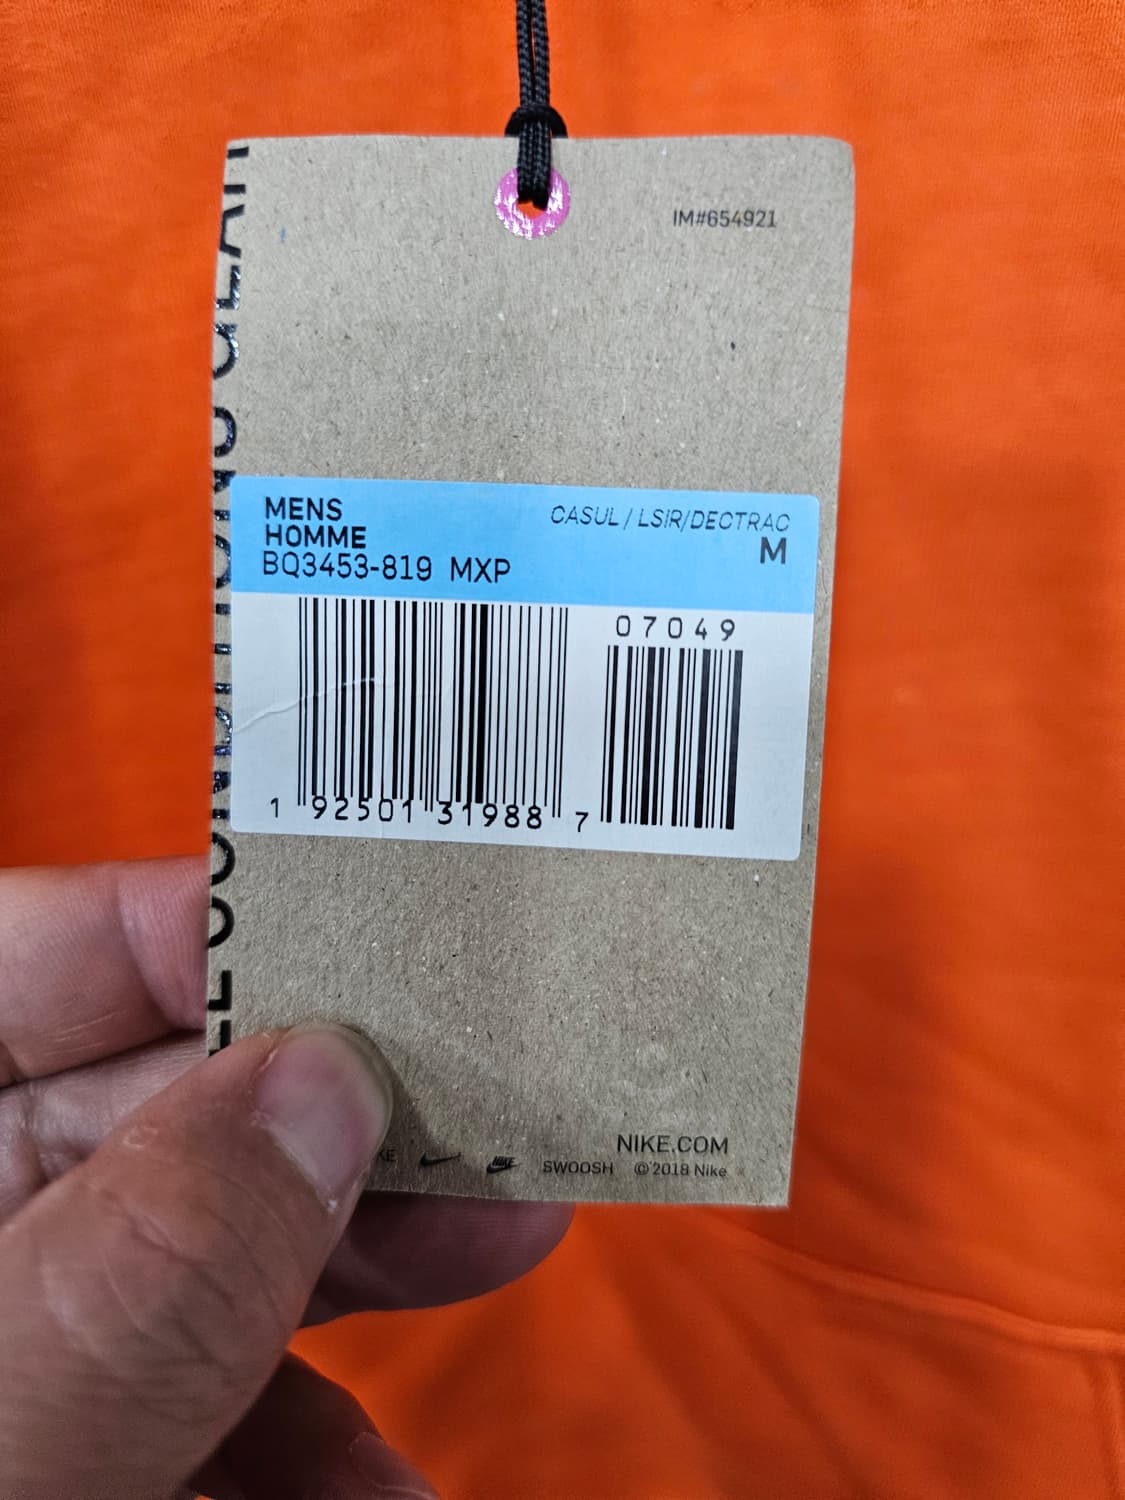 IM#654921
MENS
HOMME
BQ3453-819 MXP
CASUL / LSIR/DECTRAC
M
07049
1 92501 31988 7
NIKE.COM
NIKE SWOOSH ©2018 Nike